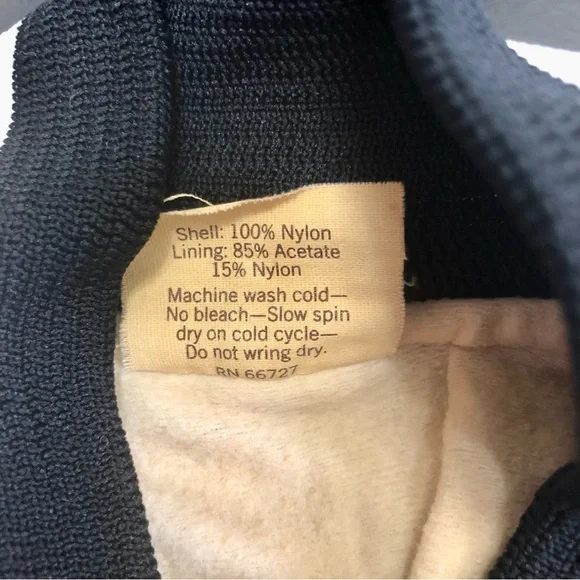 Shell: 100% Nylon
Lining: 85% Acetate
15% Nylon
Machine wash cold—
No bleach—Slow spin
dry on cold cycle—
Do not wring dry.
RN 66727